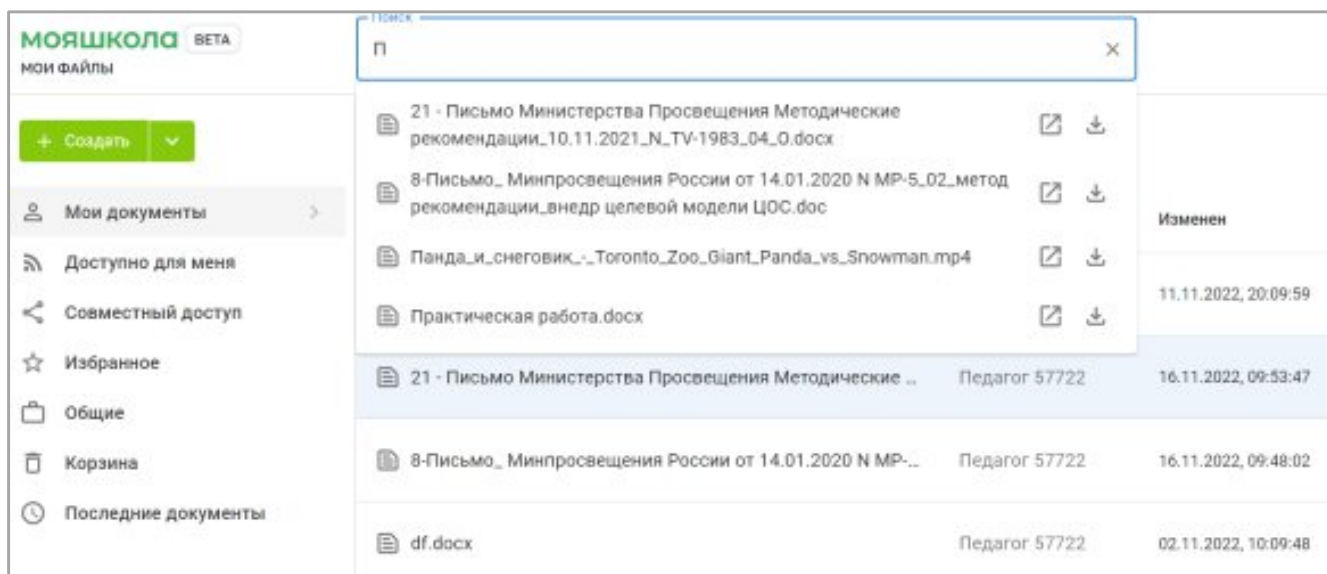 Поиск
мояшкола BETA
МОИ ФАЙЛЫ
П
+ Создать
21 - Письмо Министерства Просвещения Методические
рекомендации_10.11.2021_N_TV-1983_04_O.docx
8-Письмо_ Минпросвещения России от 14.01.2020 N МР-5_02_метод
рекомендации_внедр целевой модели ЦОС.doc
Панда_и_снеговик_-_Toronto_Zoo_Giant_Panda_vs_Snowman.mp4
Практическая работа.docx
Мои документы
Доступно для меня
Совместный доступ
Избранное
Общие
Корзина
Последние документы
Изменен
11.11.2022, 20:09:59
21 - Письмо Министерства Просвещения Методические ... Педагог 57722 16.11.2022, 09:53:47
8-Письмо_ Минпросвещения России от 14.01.2020 N МР-... Педагог 57722 16.11.2022, 09:48:02
df.docx Педагог 57722 02.11.2022, 10:09:48